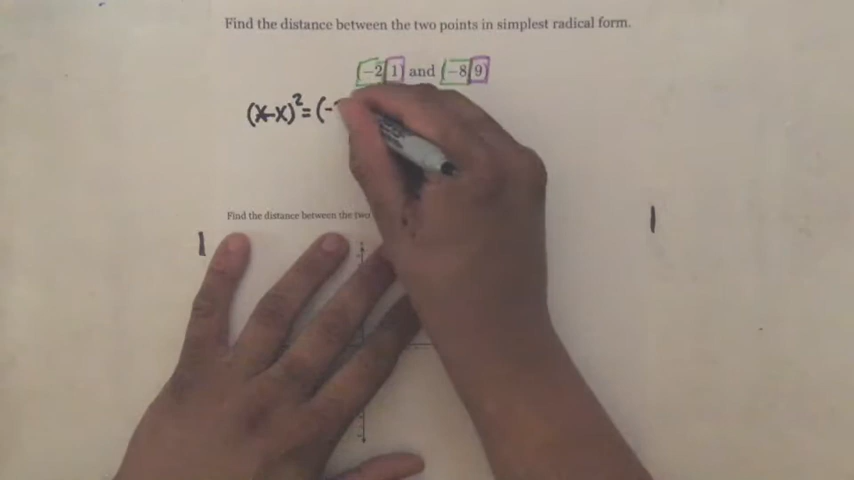 Find the distance between the two points in simplest radical form.
(−2, 1) and (−8, 9)
(x-x)² = (-
Find the distance between the two